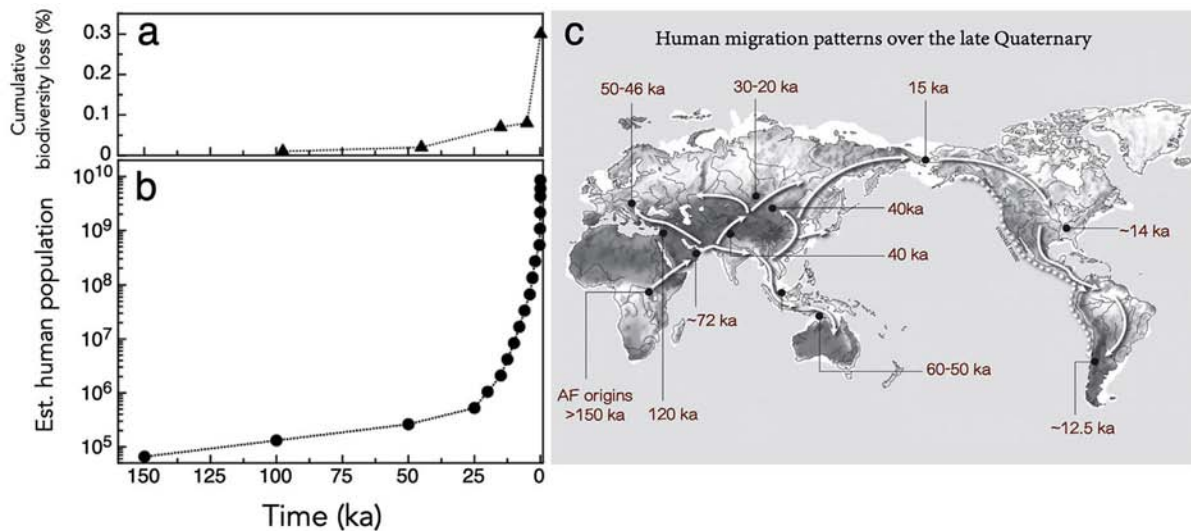 a
Cumulative
biodiversity loss (%)
0.3
0.2
0.1
0
b
Est. human population
10^10
10^9
10^8
10^7
10^6
10^5
150 125 100 75 50 25 0
Time (ka)
c
Human migration patterns over the late Quaternary
50-46 ka
30-20 ka
15 ka
40ka
~14 ka
40 ka
~72 ka
60-50 ka
AF origins
>150 ka
120 ka
~12.5 ka